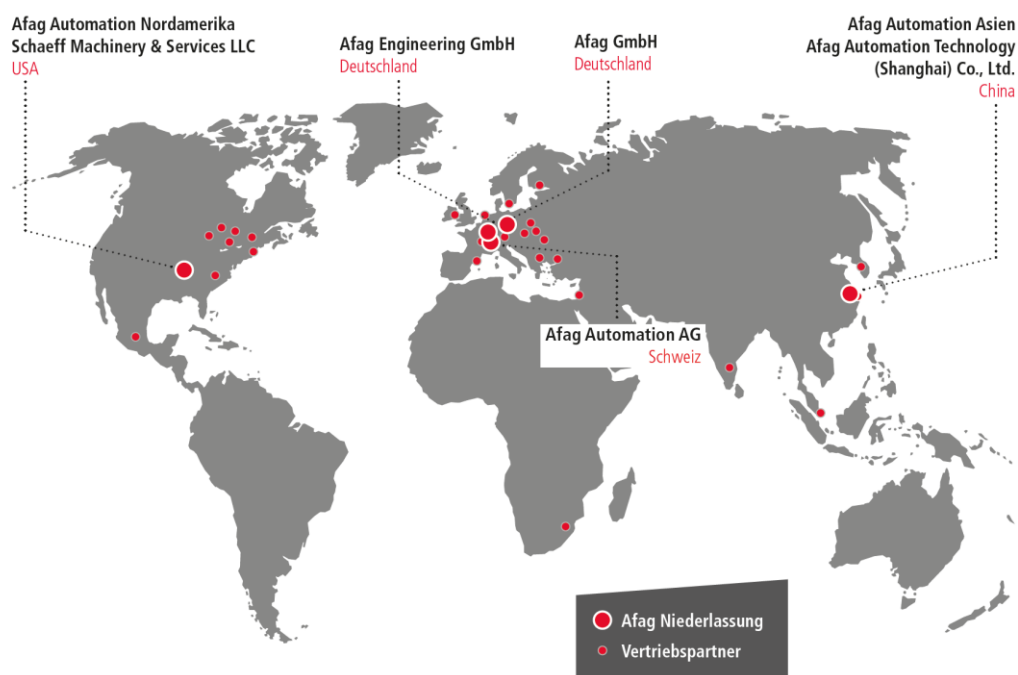 Afag Automation Nordamerika
Schaeff Machinery & Services LLC
USA
Afag Engineering GmbH
Deutschland
Afag GmbH
Deutschland
Afag Automation Asien
Afag Automation Technology
(Shanghai) Co., Ltd.
China
Afag Automation AG
Schweiz
Afag Niederlassung
Vertriebspartner